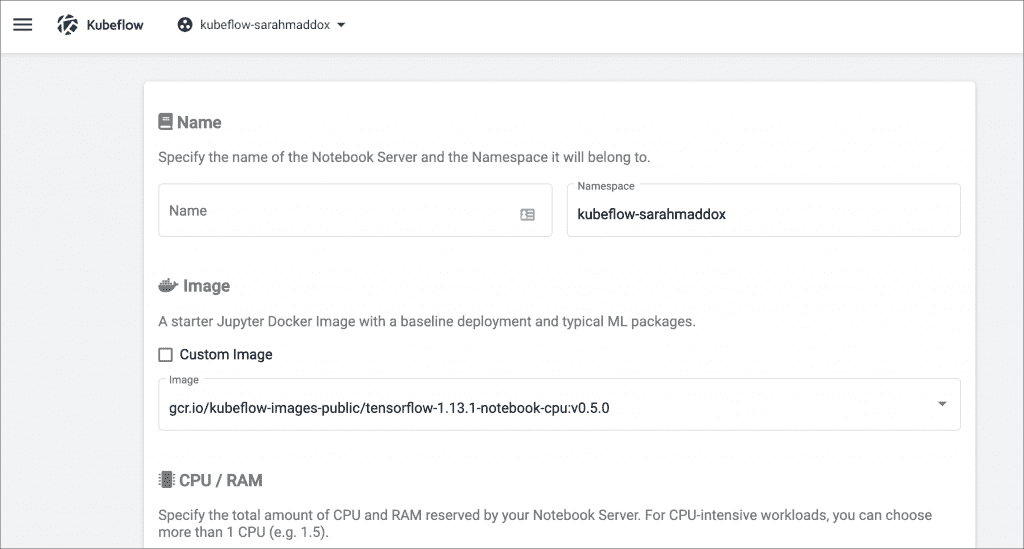 Kubeflow
kubeflow-sarahmaddox
Name
Specify the name of the Notebook Server and the Namespace it will belong to.
Name
Namespace
kubeflow-sarahmaddox
Image
A starter Jupyter Docker Image with a baseline deployment and typical ML packages.
Custom Image
Image
gcr.io/kubeflow-images-public/tensorflow-1.13.1-notebook-cpu:v0.5.0
CPU / RAM
Specify the total amount of CPU and RAM reserved by your Notebook Server. For CPU-intensive workloads, you can choose
more than 1 CPU (e.g. 1.5).